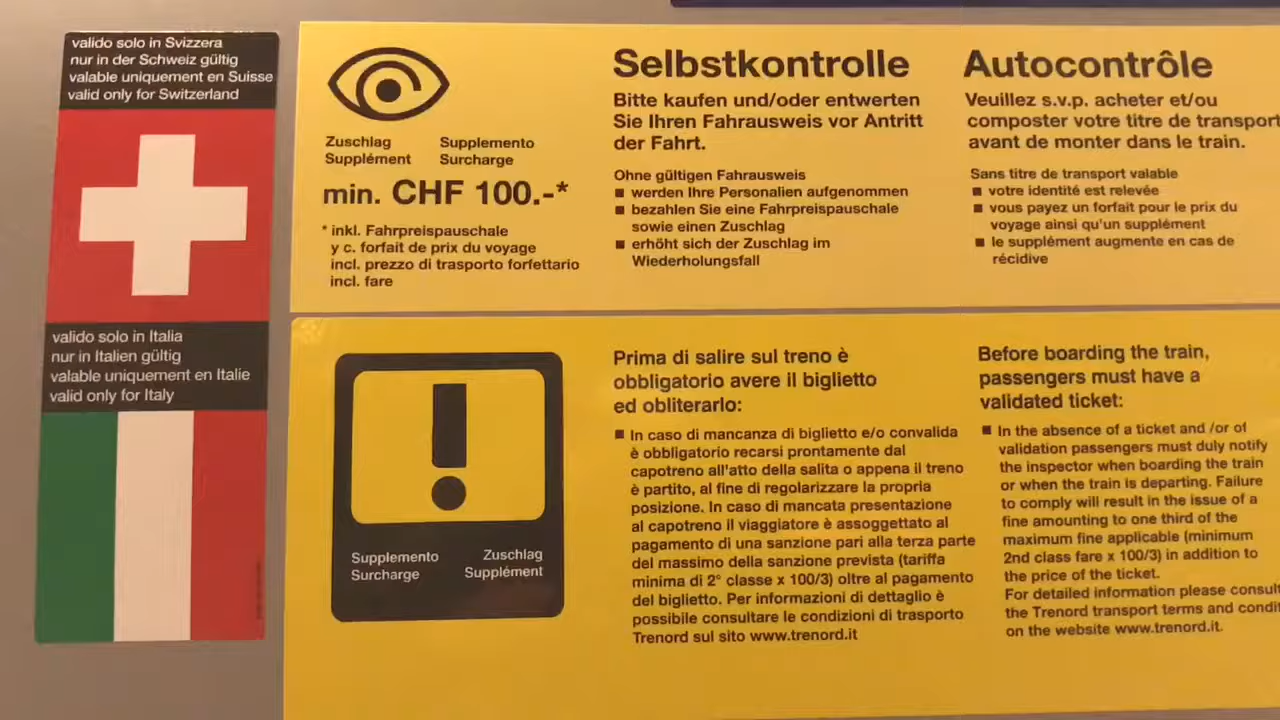 valido solo in Svizzera
nur in der Schweiz gültig
valable uniquement en Suisse
valid only for Switzerland
valido solo in Italia
nur in Italien gültig
valable uniquement en Italie
valid only for Italy
Zuschlag Supplemento
Supplément Surcharge
min. CHF 100.-*
* inkl. Fahrpreispauschale
y c. forfait de prix du voyage
incl. prezzo di trasporto forfettario
incl. fare
Selbstkontrolle
Bitte kaufen und/oder entwerten
Sie Ihren Fahrausweis vor Antritt
der Fahrt.
Ohne gültigen Fahrausweis
■ werden Ihre Personalien aufgenommen
■ bezahlen Sie eine Fahrpreispauschale
sowie einen Zuschlag
■ erhöht sich der Zuschlag im
Wiederholungsfall
Autocontrôle
Veuillez s.v.p. acheter et/ou
composter votre titre de transport
avant de monter dans le train.
Sans titre de transport valable
■ votre identité est relevée
■ vous payez un forfait pour le prix du
voyage ainsi qu'un supplément
■ le supplément augmente en cas de
récidive
!
Supplemento Zuschlag
Surcharge Supplément
Prima di salire sul treno è
obbligatorio avere il biglietto
ed obliterarlo:
■ In caso di mancanza di biglietto e/o convalida
è obbligatorio recarsi prontamente dal
capotreno all'atto della salita o appena il treno
è partito, al fine di regolarizzare la propria
posizione. In caso di mancata presentazione
al capotreno il viaggiatore è assoggettato al
pagamento di una sanzione pari alla terza parte
del massimo della sanzione prevista (tariffa
minima di 2° classe x 100/3) oltre al pagamento
del biglietto. Per informazioni di dettaglio è
possibile consultare le condizioni di trasporto
Trenord sul sito www.trenord.it
Before boarding the train,
passengers must have a
validated ticket:
■ In the absence of a ticket and /or of
validation passengers must duly notify
the inspector when boarding the train
or when the train is departing. Failure
to comply will result in the issue of a
fine amounting to one third of the
maximum fine applicable (minimum
2nd class fare x 100/3) in addition to
the price of the ticket.
For detailed information please consult
the Trenord transport terms and condi
on the website www.trenord.it.